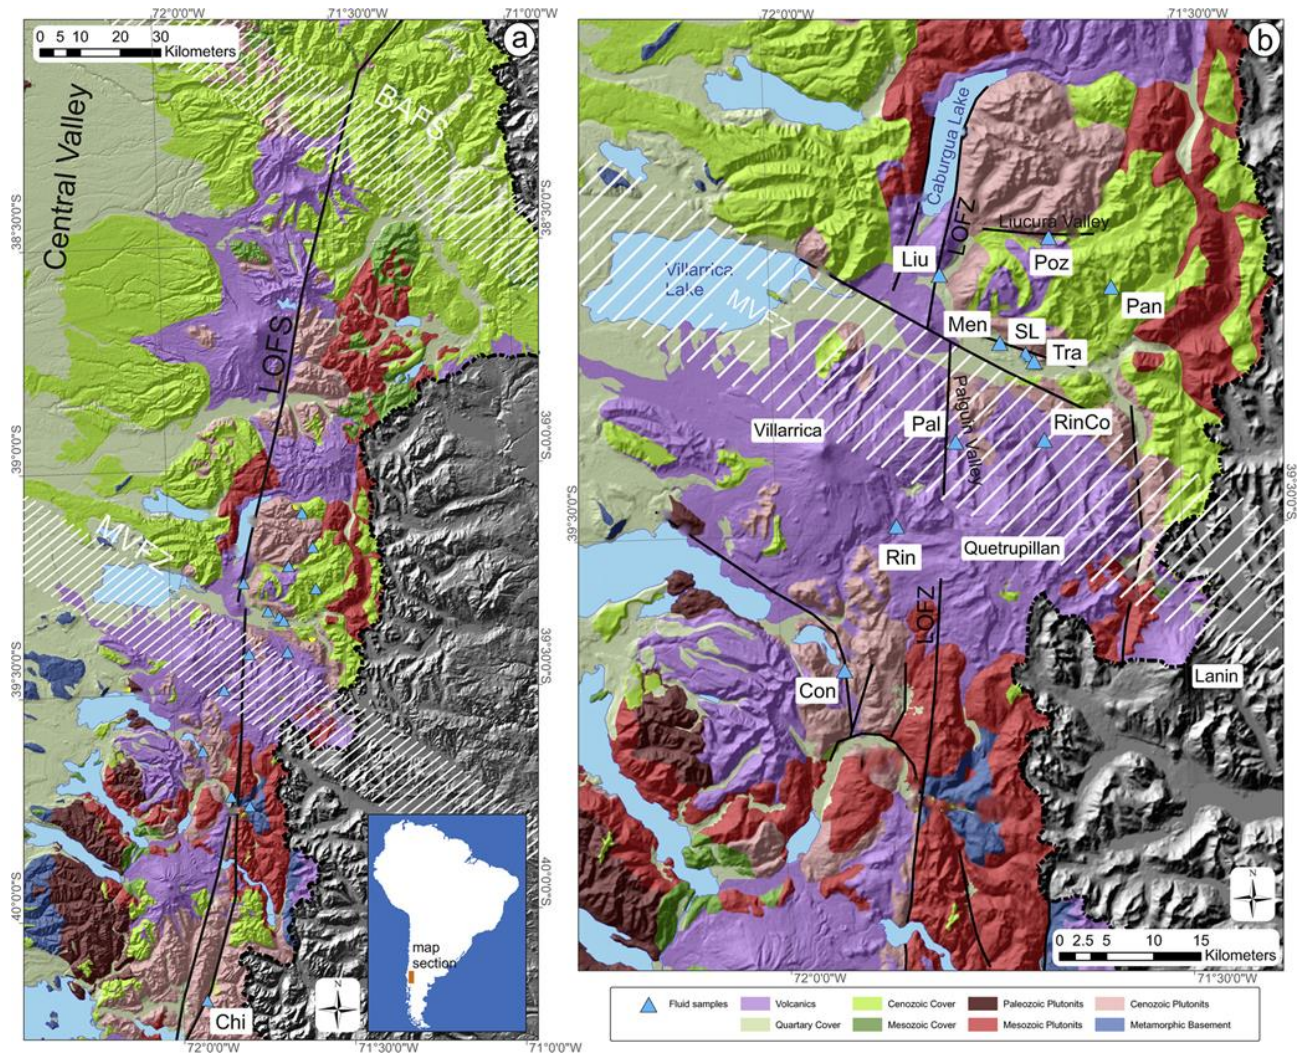 72°0'0"W
71°30'0"W
71°0'0"W
0 5 10 20 30
Kilometers
a
Central Valley
BAFS
38°30'0"S
38°30'0"S
LOFS
39°0'0"S
39°0'0"S
MVFZ
39°30'0"S
39°30'0"S
40°0'0"S
40°0'0"S
map
section
N
Chi
72°0'0"W
71°30'0"W
71°0'0"W
72°0'0"W
71°30'0"W
b
Caburgua Lake
LOFZ
Liucura Valley
Liu
Poz
Villarrica
Lake
MVFZ
Pan
Men
SL
Tra
Palguin Valley
Villarrica
Pal
RinCo
39°30'0"S
39°30'0"S
Rin
Quetrupillan
LOFZ
Con
Lanin
N
0 2.5 5 10 15
Kilometers
72°0'0"W
71°30'0"W
Fluid samples
Volcanics
Cenozoic Cover
Paleozoic Plutonits
Cenozoic Plutonits
Quartary Cover
Mesozoic Cover
Mesozoic Plutonits
Metamorphic Basement